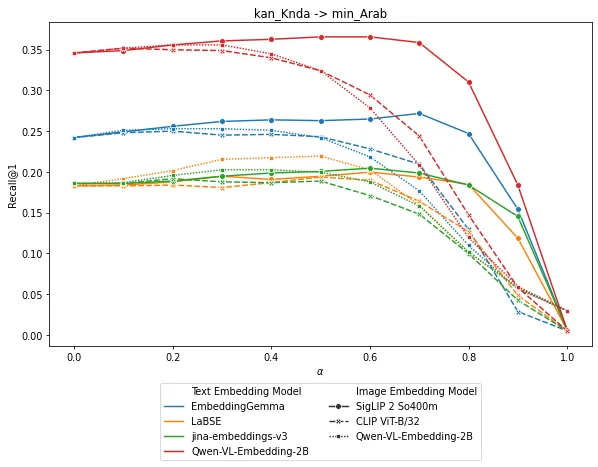 kan_Knda -> min_Arab
Recall@1
0.35
0.30
0.25
0.20
0.15
0.10
0.05
0.00
0.0 0.2 0.4 0.6 0.8 1.0
α
Text Embedding Model Image Embedding Model
EmbeddingGemma SigLIP 2 So400m
LaBSE CLIP ViT-B/32
jina-embeddings-v3 Qwen-VL-Embedding-2B
Qwen-VL-Embedding-2B